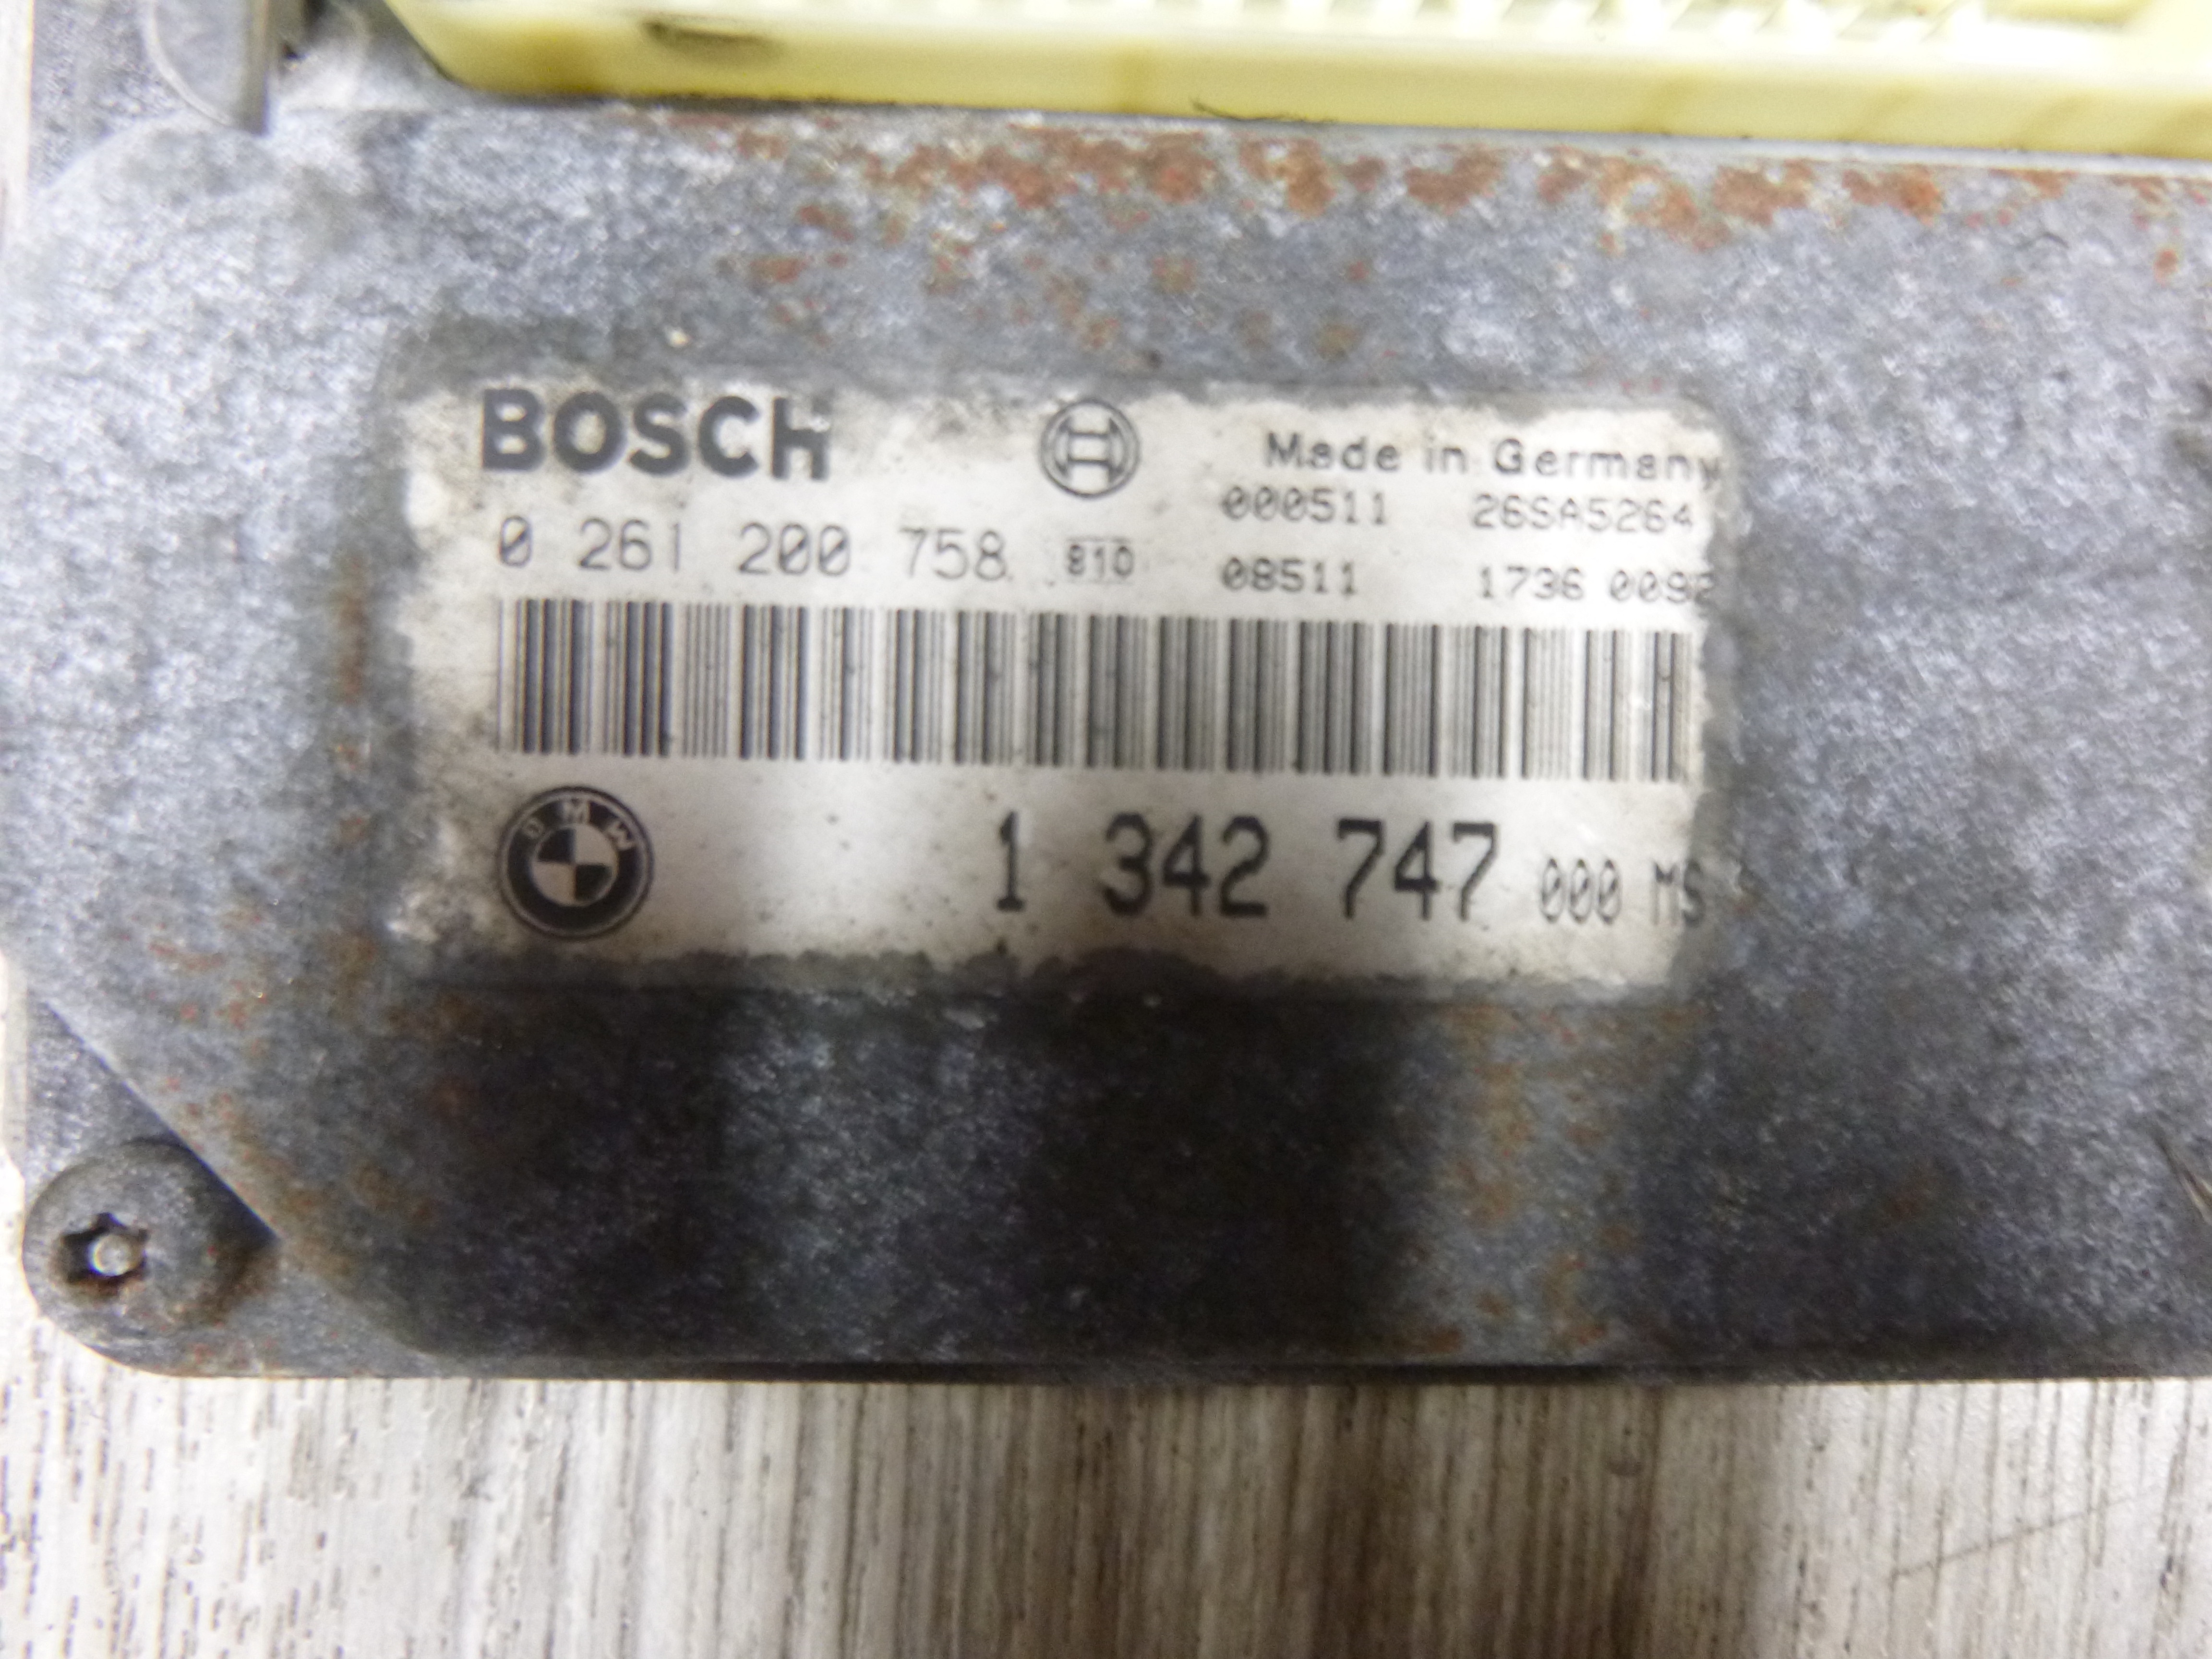 BOSCH Made in Germany
000511 26SA5264
0 261 200 758 810 08511 1736 0092
BMW
1 342 747 000 MS